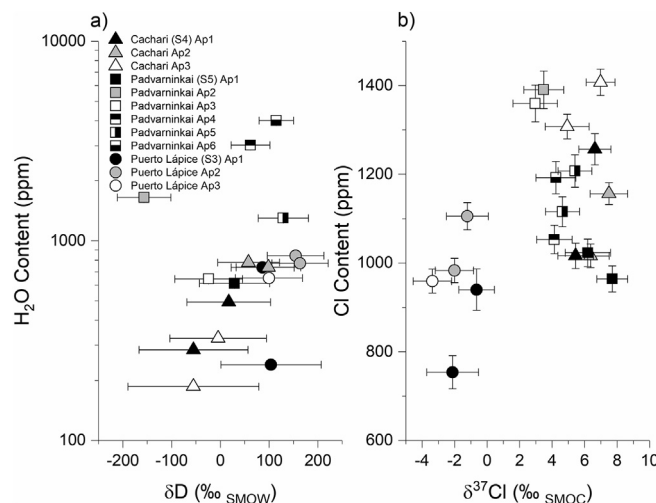 a)
10000
1000
100
H₂O Content (ppm)
Cachari (S4) Ap1
Cachari Ap2
Cachari Ap3
Padvarninkai (S5) Ap1
Padvarninkai Ap2
Padvarninkai Ap3
Padvarninkai Ap4
Padvarninkai Ap5
Padvarninkai Ap6
Puerto Lápice (S3) Ap1
Puerto Lápice Ap2
Puerto Lápice Ap3
-200 -100 0 100 200
δD (‰ SMOW)
b)
1400
1200
1000
800
600
Cl Content (ppm)
-4 -2 0 2 4 6 8 10
δ³⁷Cl (‰ SMOC)